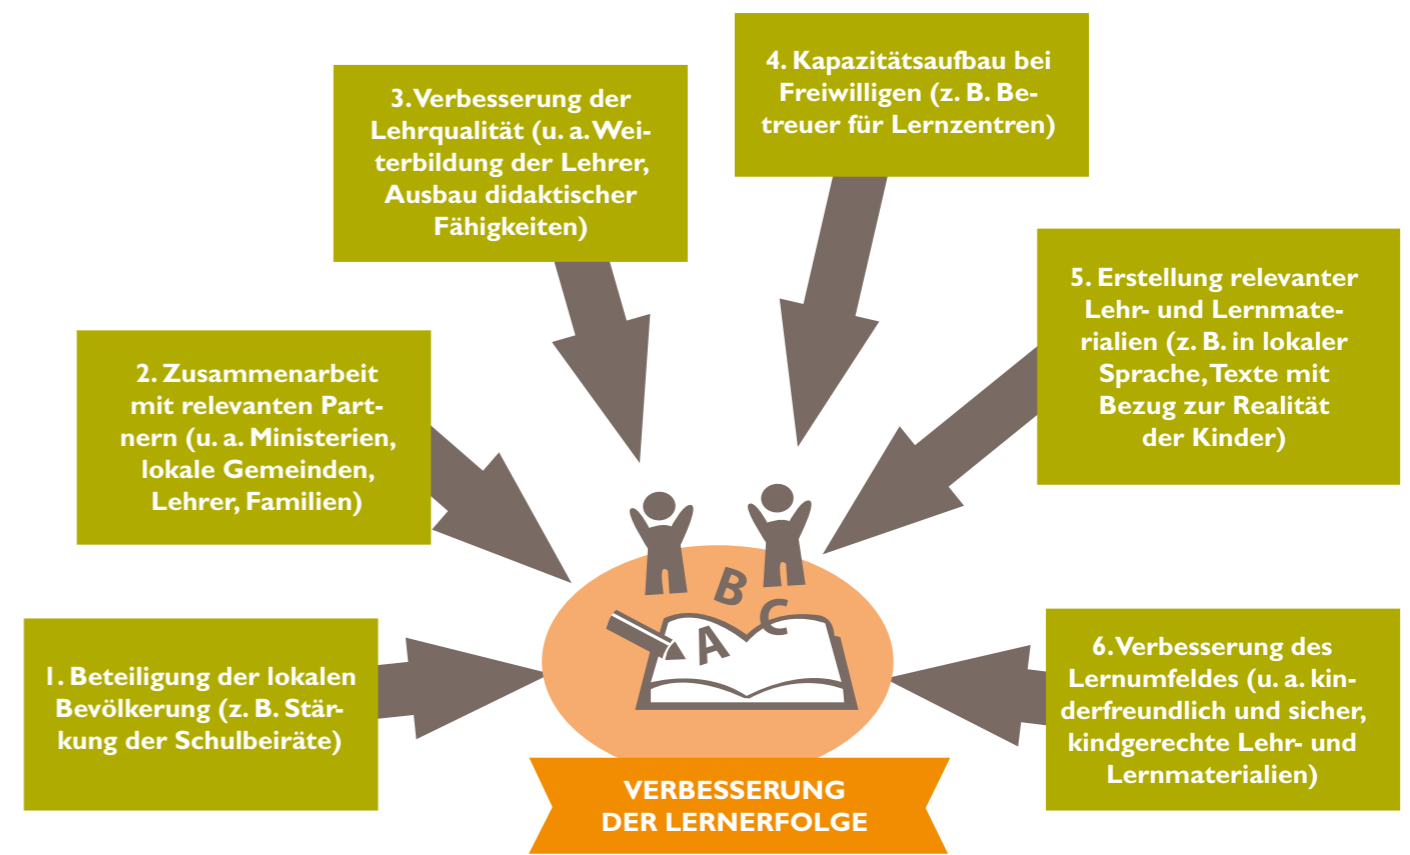 1. Beteiligung der lokalen
Bevölkerung (z. B. Stär-
kung der Schulbeiräte)
2. Zusammenarbeit
mit relevanten Part-
nern (u. a. Ministerien,
lokale Gemeinden,
Lehrer, Familien)
3. Verbesserung der
Lehrqualität (u. a. Wei-
terbildung der Lehrer,
Ausbau didaktischer
Fähigkeiten)
4. Kapazitätsaufbau bei
Freiwilligen (z. B. Be-
treuer für Lernzentren)
5. Erstellung relevanter
Lehr- und Lernmate-
rialien (z. B. in lokaler
Sprache, Texte mit
Bezug zur Realität
der Kinder)
6. Verbesserung des
Lernumfeldes (u. a. kin-
derfreundlich und sicher,
kindgerechte Lehr- und
Lernmaterialien)
A B C
VERBESSERUNG
DER LERNERFOLGE